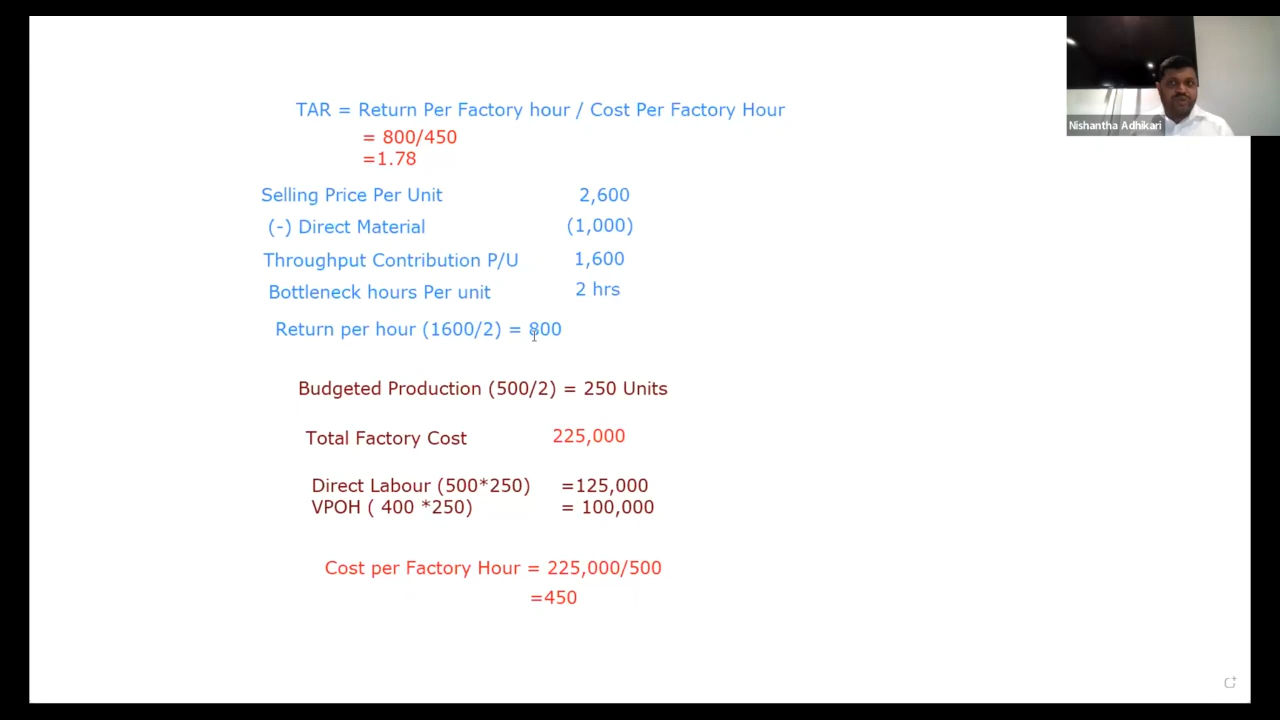 TAR = Return Per Factory hour / Cost Per Factory Hour
= 800/450
=1.78
Selling Price Per Unit 2,600
(-) Direct Material (1,000)
Throughput Contribution P/U 1,600
Bottleneck hours Per unit 2 hrs
Return per hour (1600/2) = 800
Budgeted Production (500/2) = 250 Units
Total Factory Cost 225,000
Direct Labour (500*250) =125,000
VPOH ( 400 *250) = 100,000
Cost per Factory Hour = 225,000/500
=450
Nishantha Adhikari